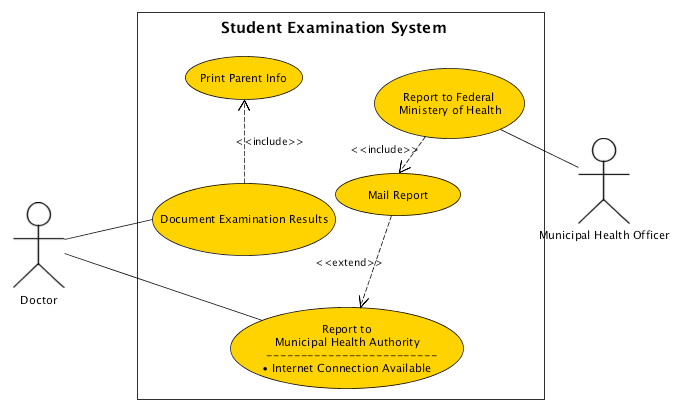 Student Examination System
Print Parent Info
Report to Federal
Ministery of Health
<<include>>
<<include>>
Mail Report
Document Examination Results
Municipal Health Officer
<<extend>>
Doctor
Report to
Municipal Health Authority
• Internet Connection Available